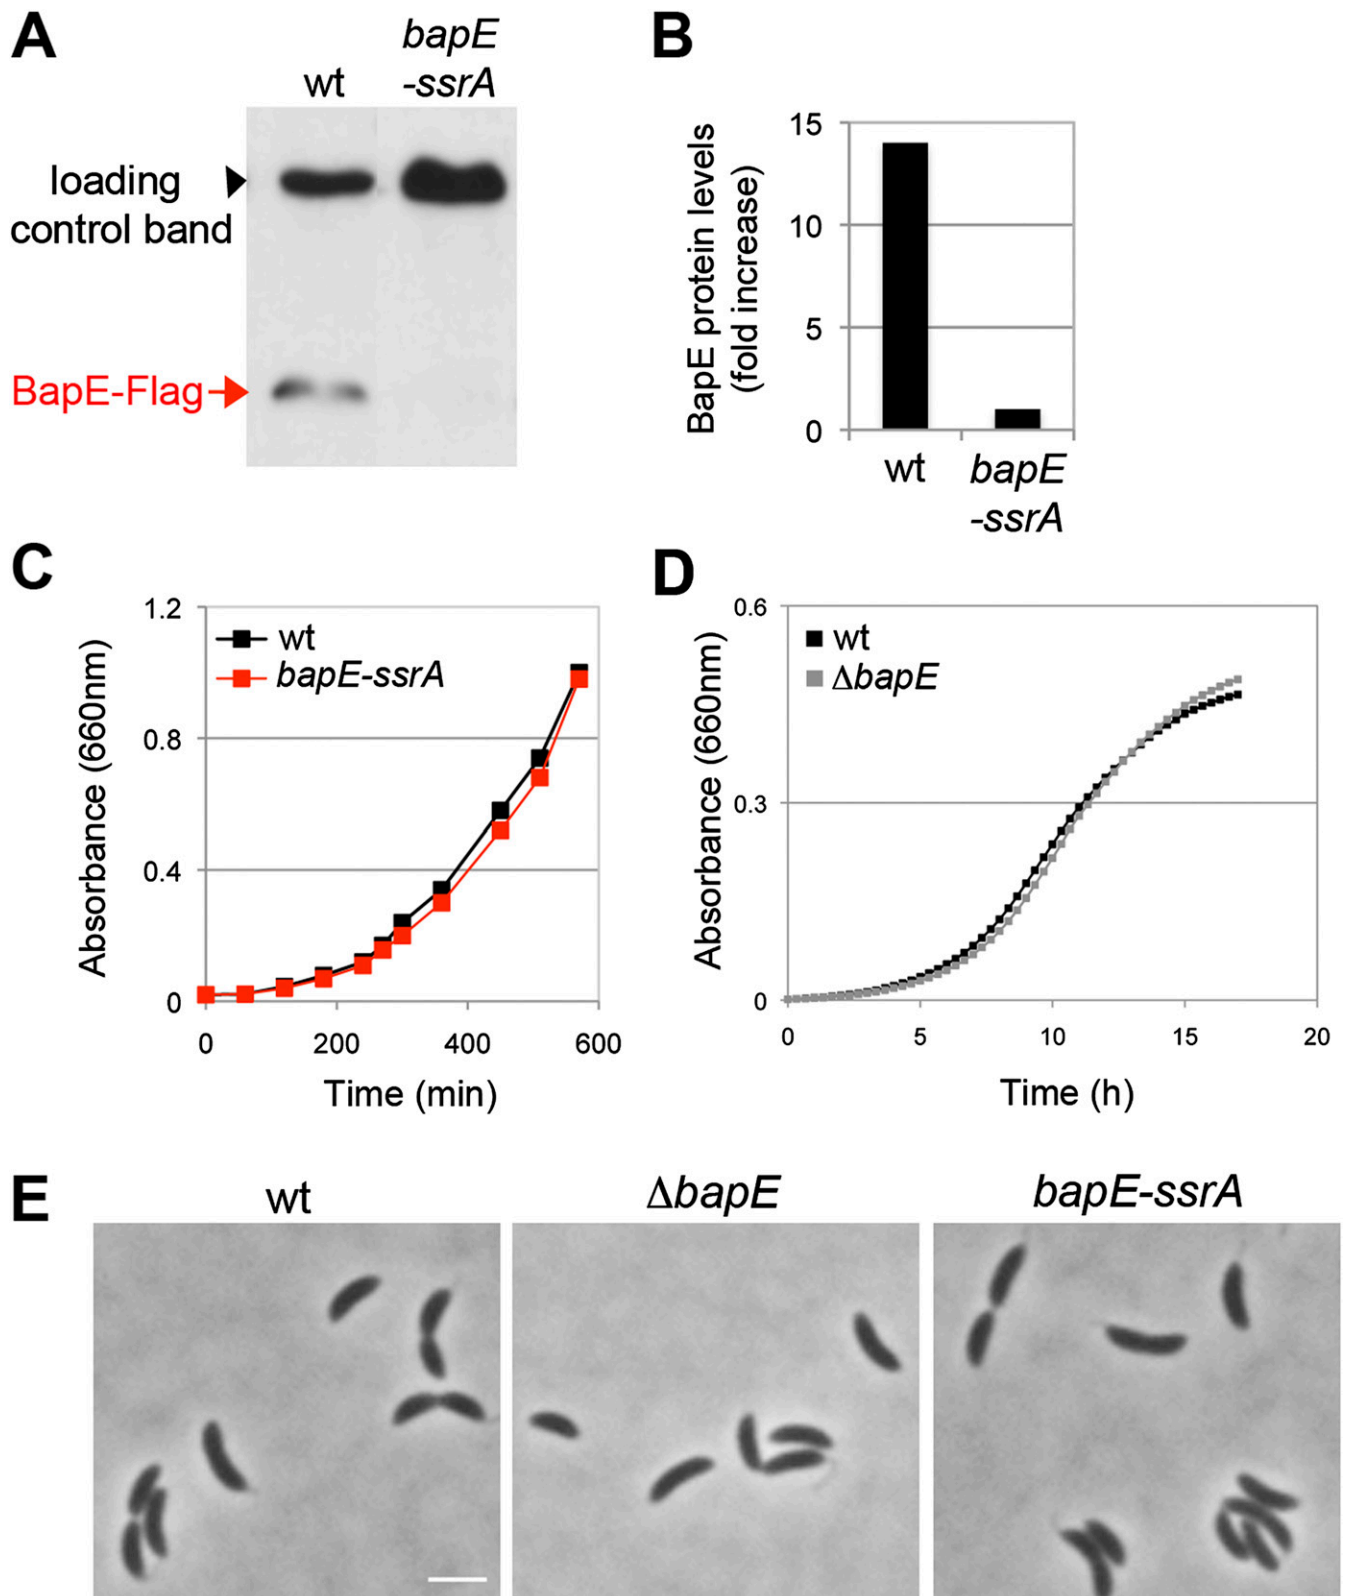 A
wt
bapE
-ssrA
loading
control band
BapE-Flag
B
BapE protein levels
(fold increase)
15
10
5
0
wt
bapE
-ssrA
C
Absorbance (660nm)
1.2
0.8
0.4
0
wt
bapE-ssrA
0 200 400 600
Time (min)
D
Absorbance (660nm)
0.6
0.3
0
wt
ΔbapE
0 5 10 15 20
Time (h)
E
wt
ΔbapE
bapE-ssrA